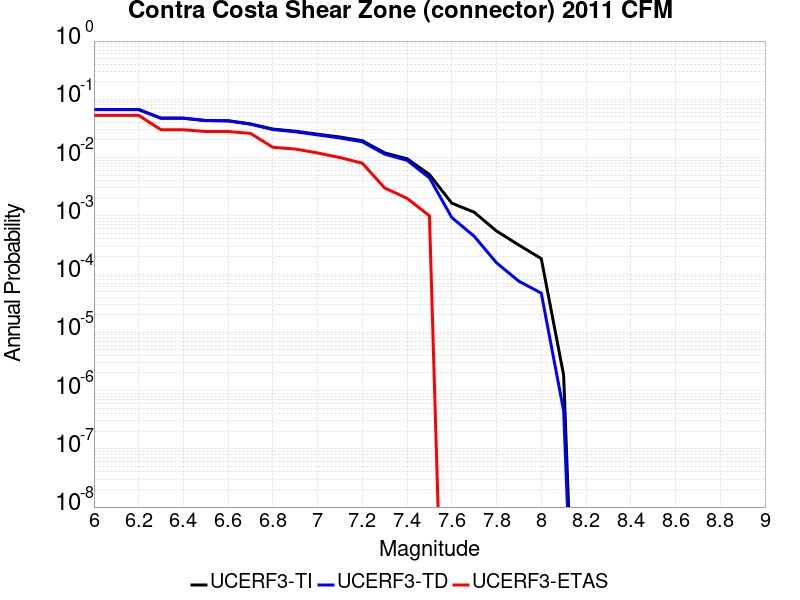 Contra Costa Shear Zone (connector) 2011 CFM
10^0
10^-1
10^-2
10^-3
10^-4
10^-5
10^-6
10^-7
10^-8
Annual Probability
6 6.2 6.4 6.6 6.8 7 7.2 7.4 7.6 7.8 8 8.2 8.4 8.6 8.8 9
Magnitude
UCERF3-TI UCERF3-TD UCERF3-ETAS